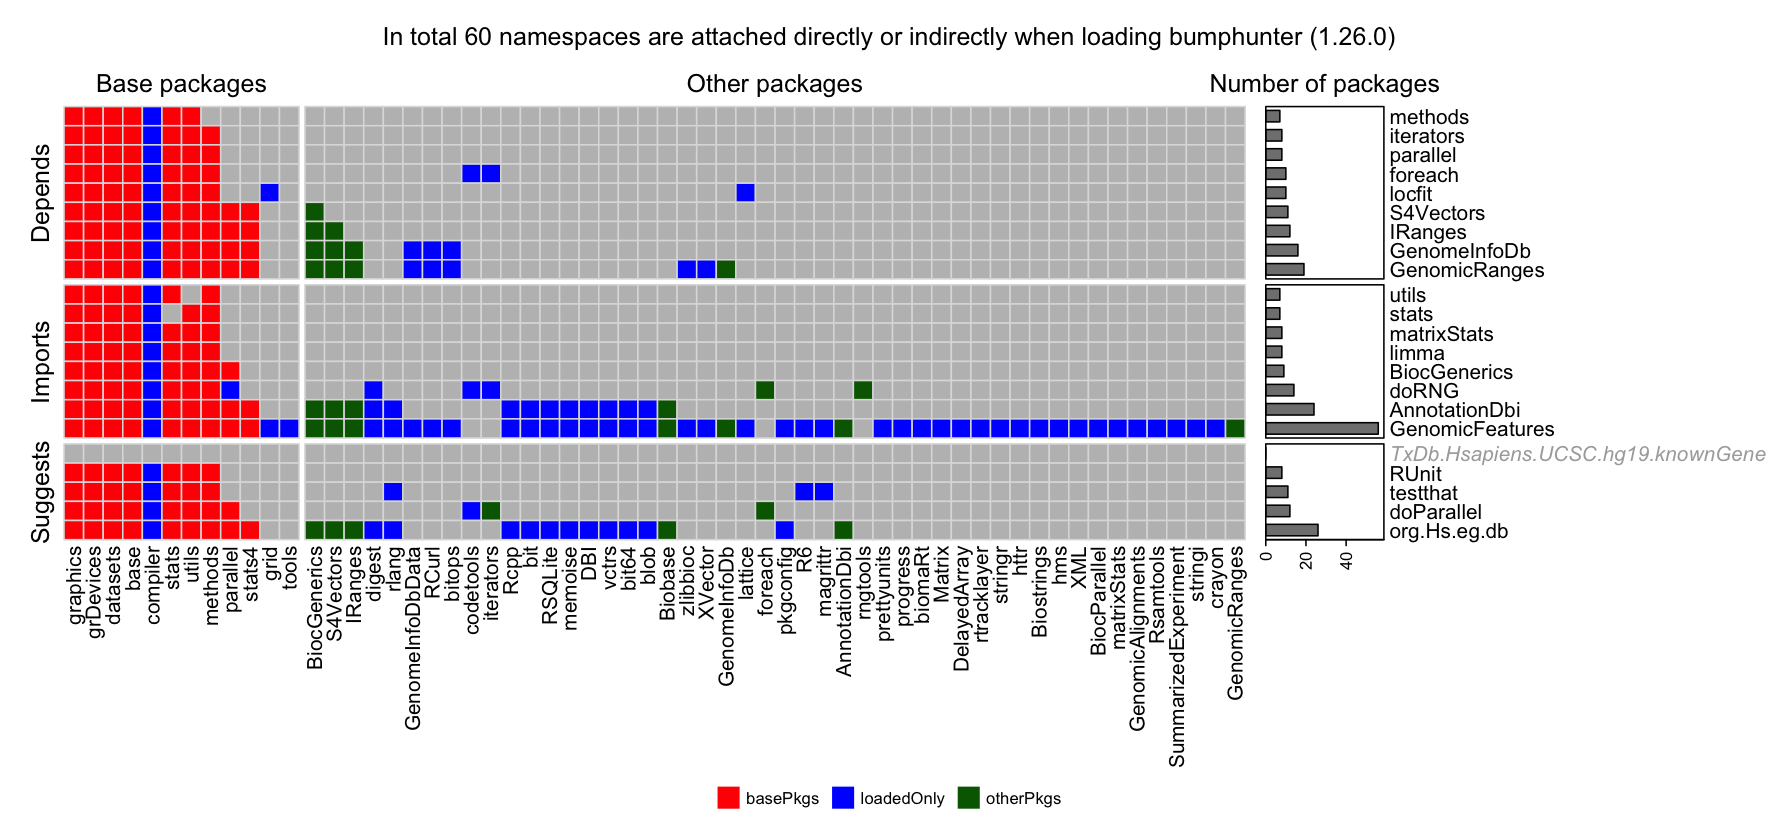 In total 60 namespaces are attached directly or indirectly when loading bumphunter (1.26.0)
Base packages
Other packages
Number of packages
Depends
methods
iterators
parallel
foreach
locfit
S4Vectors
IRanges
GenomeInfoDb
GenomicRanges
Imports
utils
stats
matrixStats
limma
BiocGenerics
doRNG
AnnotationDbi
GenomicFeatures
Suggests
TxDb.Hsapiens.UCSC.hg19.knownGene
RUnit
testthat
doParallel
org.Hs.eg.db
0
20
40
graphics
grDevices
datasets
base
compiler
stats
utils
methods
parallel
stats4
grid
tools
BiocGenerics
S4Vectors
IRanges
digest
rlang
GenomeInfoDbData
RCurl
bitops
codetools
iterators
Rcpp
bit
RSQLite
memoise
DBI
vctrs
bit64
blob
Biobase
zlibbioc
XVector
GenomeInfoDb
lattice
foreach
pkgconfig
R6
magrittr
AnnotationDbi
rngtools
prettyunits
progress
biomaRt
Matrix
DelayedArray
rtracklayer
stringr
httr
Biostrings
hms
XML
BiocParallel
matrixStats
GenomicAlignments
Rsamtools
SummarizedExperiment
stringi
crayon
GenomicRanges
basePkgs
loadedOnly
otherPkgs